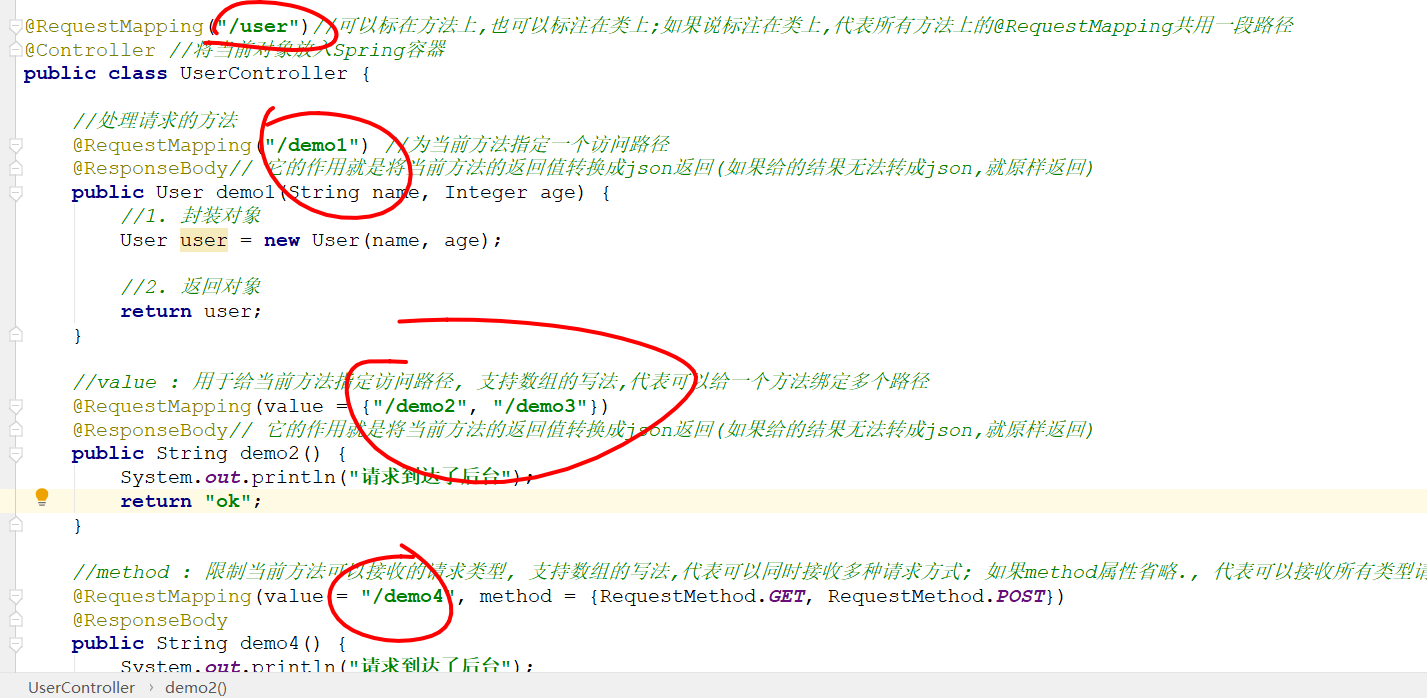 @RequestMapping("/user")//可以标在方法上,也可以标注在类上;如果说标注在类上,代表所有方法上的@RequestMapping共用一段路径
@Controller //将当前对象放入Spring容器
public class UserController {
//处理请求的方法
@RequestMapping("/demo1") //为当前方法指定一个访问路径
@ResponseBody// 它的作用就是将当前方法的返回值转换成json返回(如果给的结果无法转成json,就原样返回)
public User demo1(String name, Integer age) {
//1. 封装对象
User user = new User(name, age);
//2. 返回对象
return user;
}
//value : 用于给当前方法指定访问路径, 支持数组的写法,代表可以给一个方法绑定多个路径
@RequestMapping(value = {"/demo2", "/demo3"})
@ResponseBody// 它的作用就是将当前方法的返回值转换成json返回(如果给的结果无法转成json,就原样返回)
public String demo2() {
System.out.println("请求到达了后台");
return "ok";
}
//method : 限制当前方法可以接收的请求类型, 支持数组的写法,代表可以同时接收多种请求方式; 如果method属性省略., 代表可以接收所有类型请
@RequestMapping(value = "/demo4", method = {RequestMethod.GET, RequestMethod.POST})
@ResponseBody
public String demo4() {
System.out.println("请求到达了后台");
UserController › demo2()